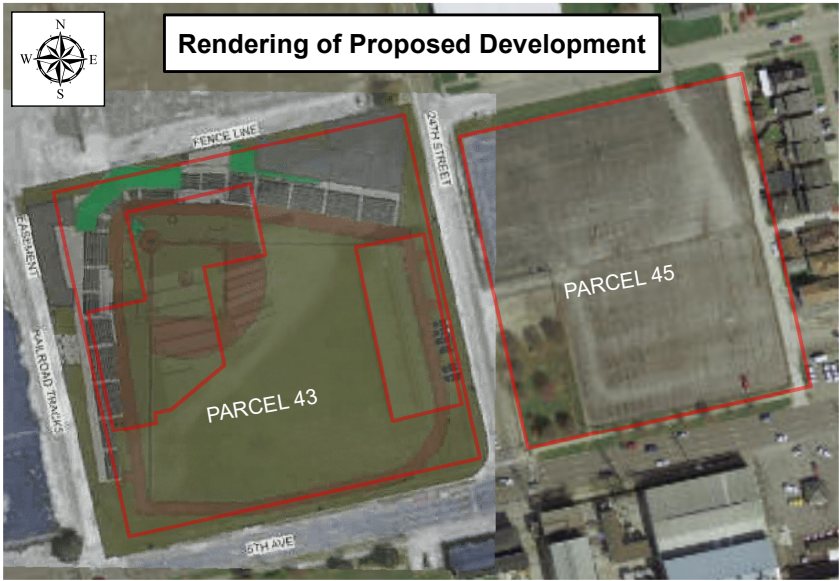 Rendering of Proposed Development
N
W E
S
FENCE LINE
24TH STREET
EASEMENT
RAILROAD TRACKS
PARCEL 43
PARCEL 45
5TH AVE